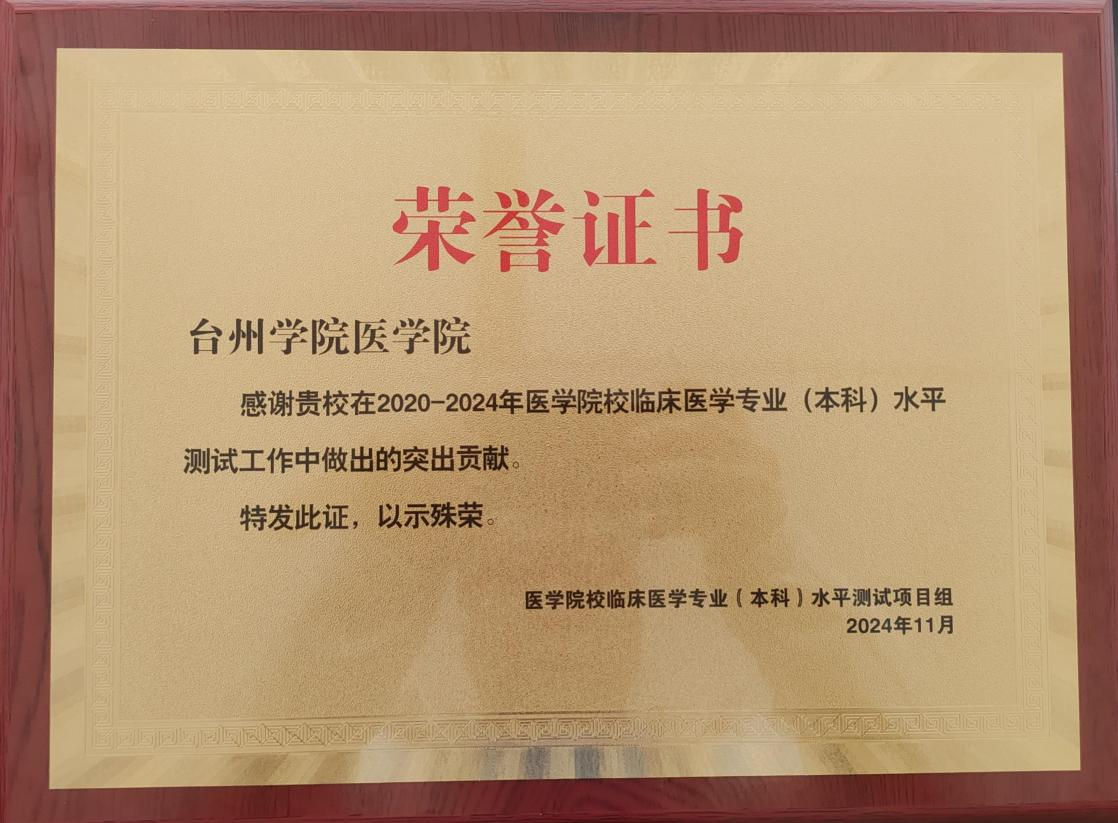 荣誉证书
台州学院医学院
感谢贵校在2020-2024年医学院校临床医学专业（本科）水平
测试工作中做出的突出贡献。
特发此证，以示殊荣。
医学院校临床医学专业（本科）水平测试项目组
2024年11月